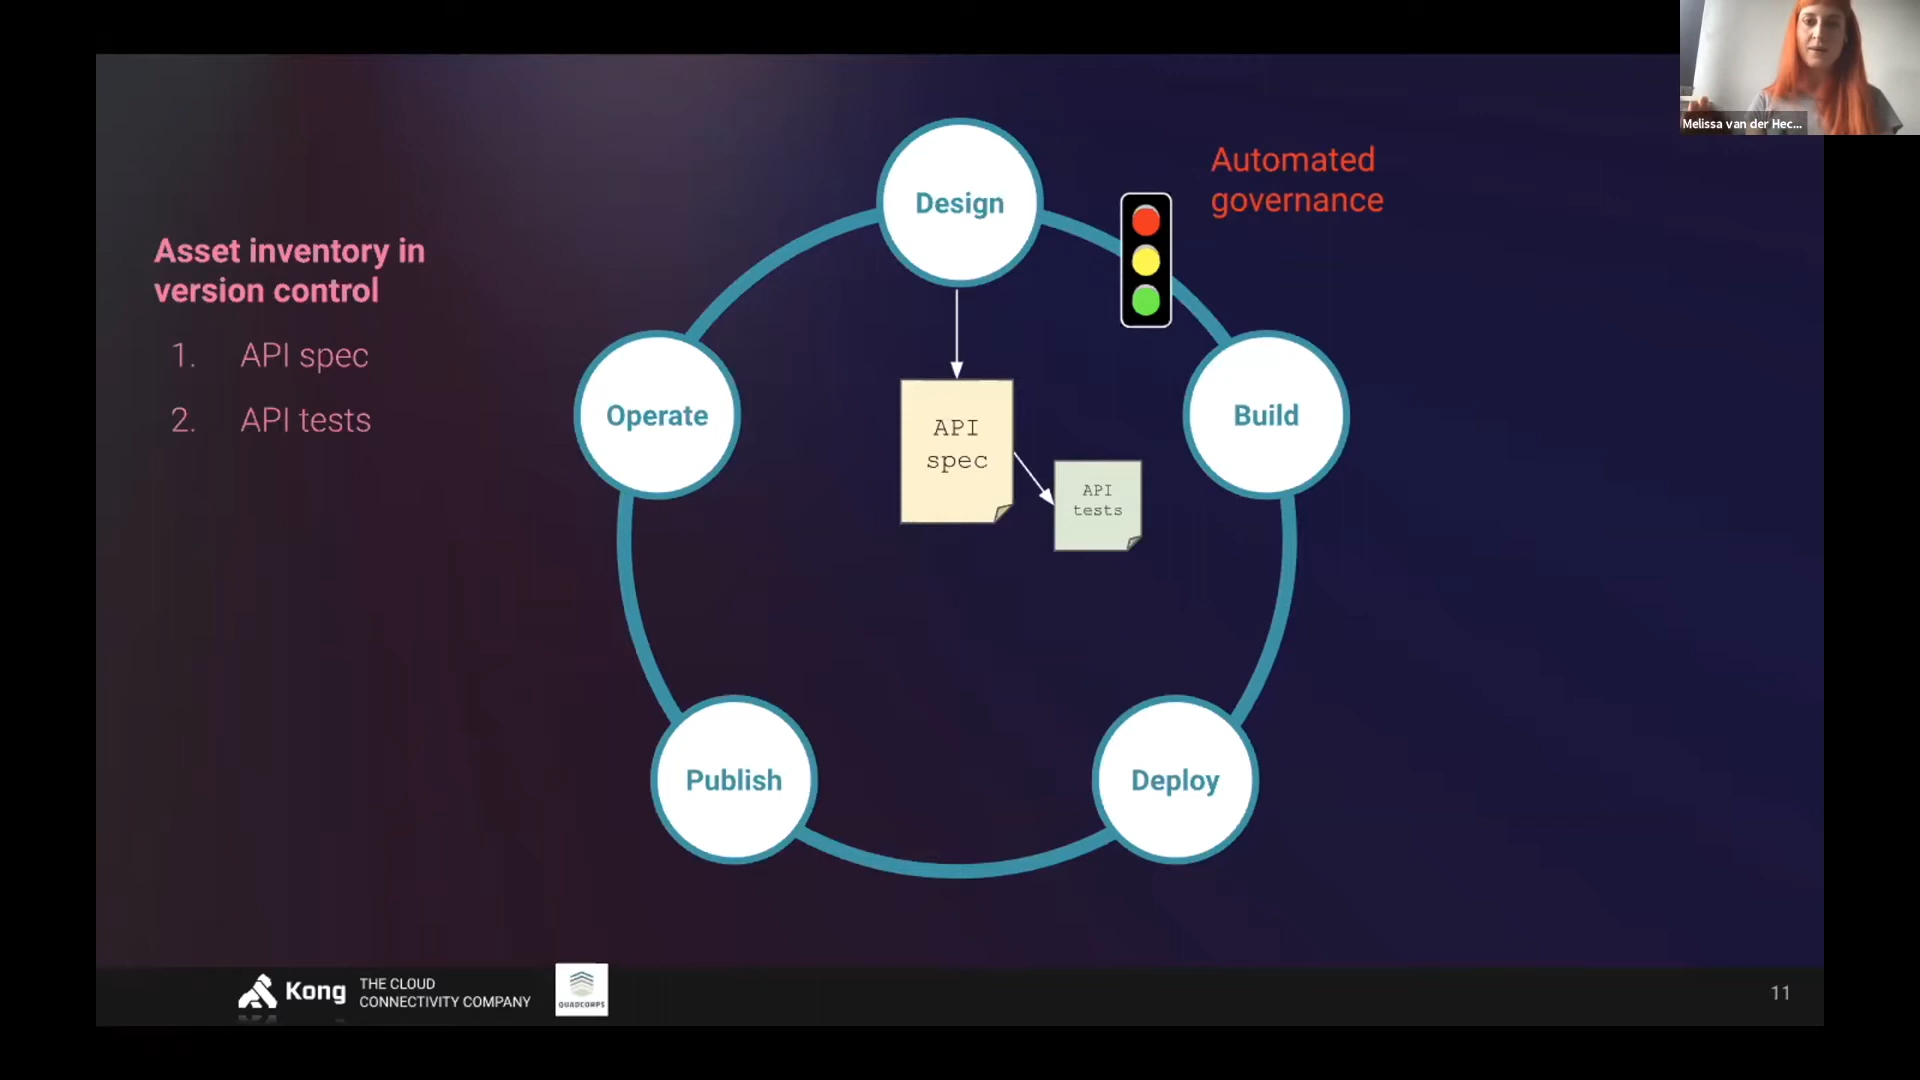 Melissa van der Hec...
Automated
governance
Design
Asset inventory in
version control
1. API spec
2. API tests
Operate
Build
API
spec
API
tests
Publish
Deploy
Kong
THE CLOUD
CONNECTIVITY COMPANY
QUADCORPS
11